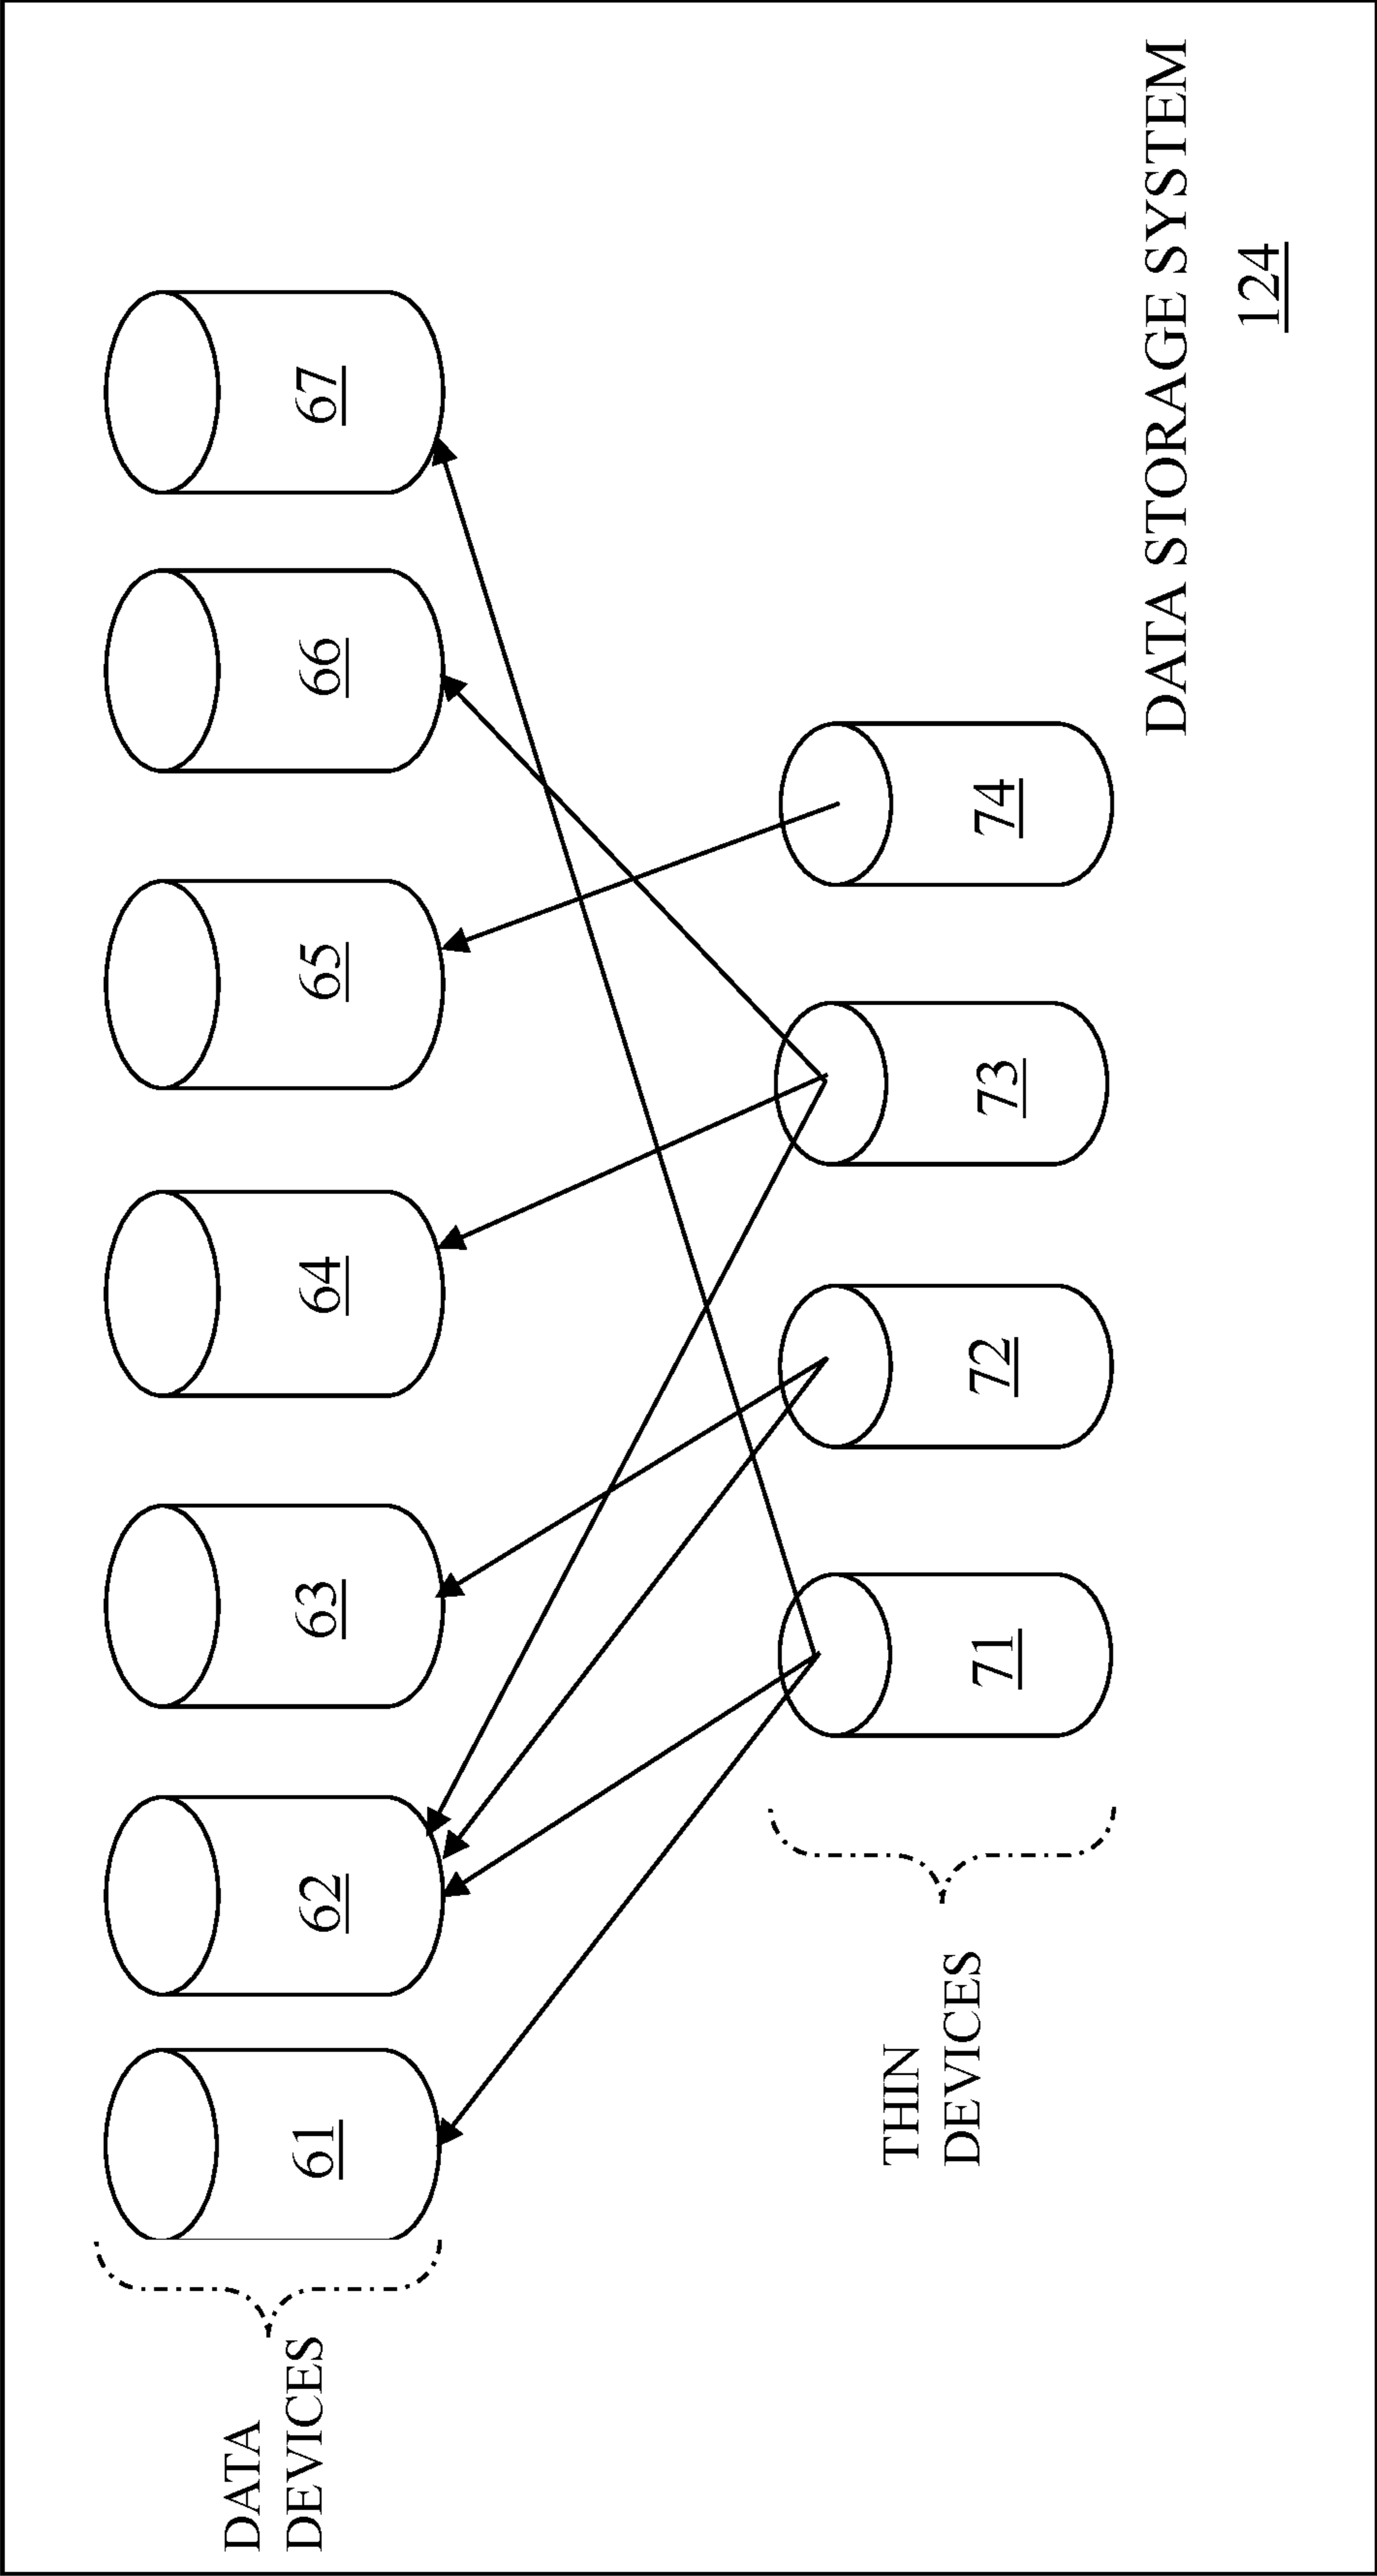 DATA
DEVICES
61
62
63
64
65
66
67
THIN
DEVICES
71
72
73
74
DATA STORAGE SYSTEM
124